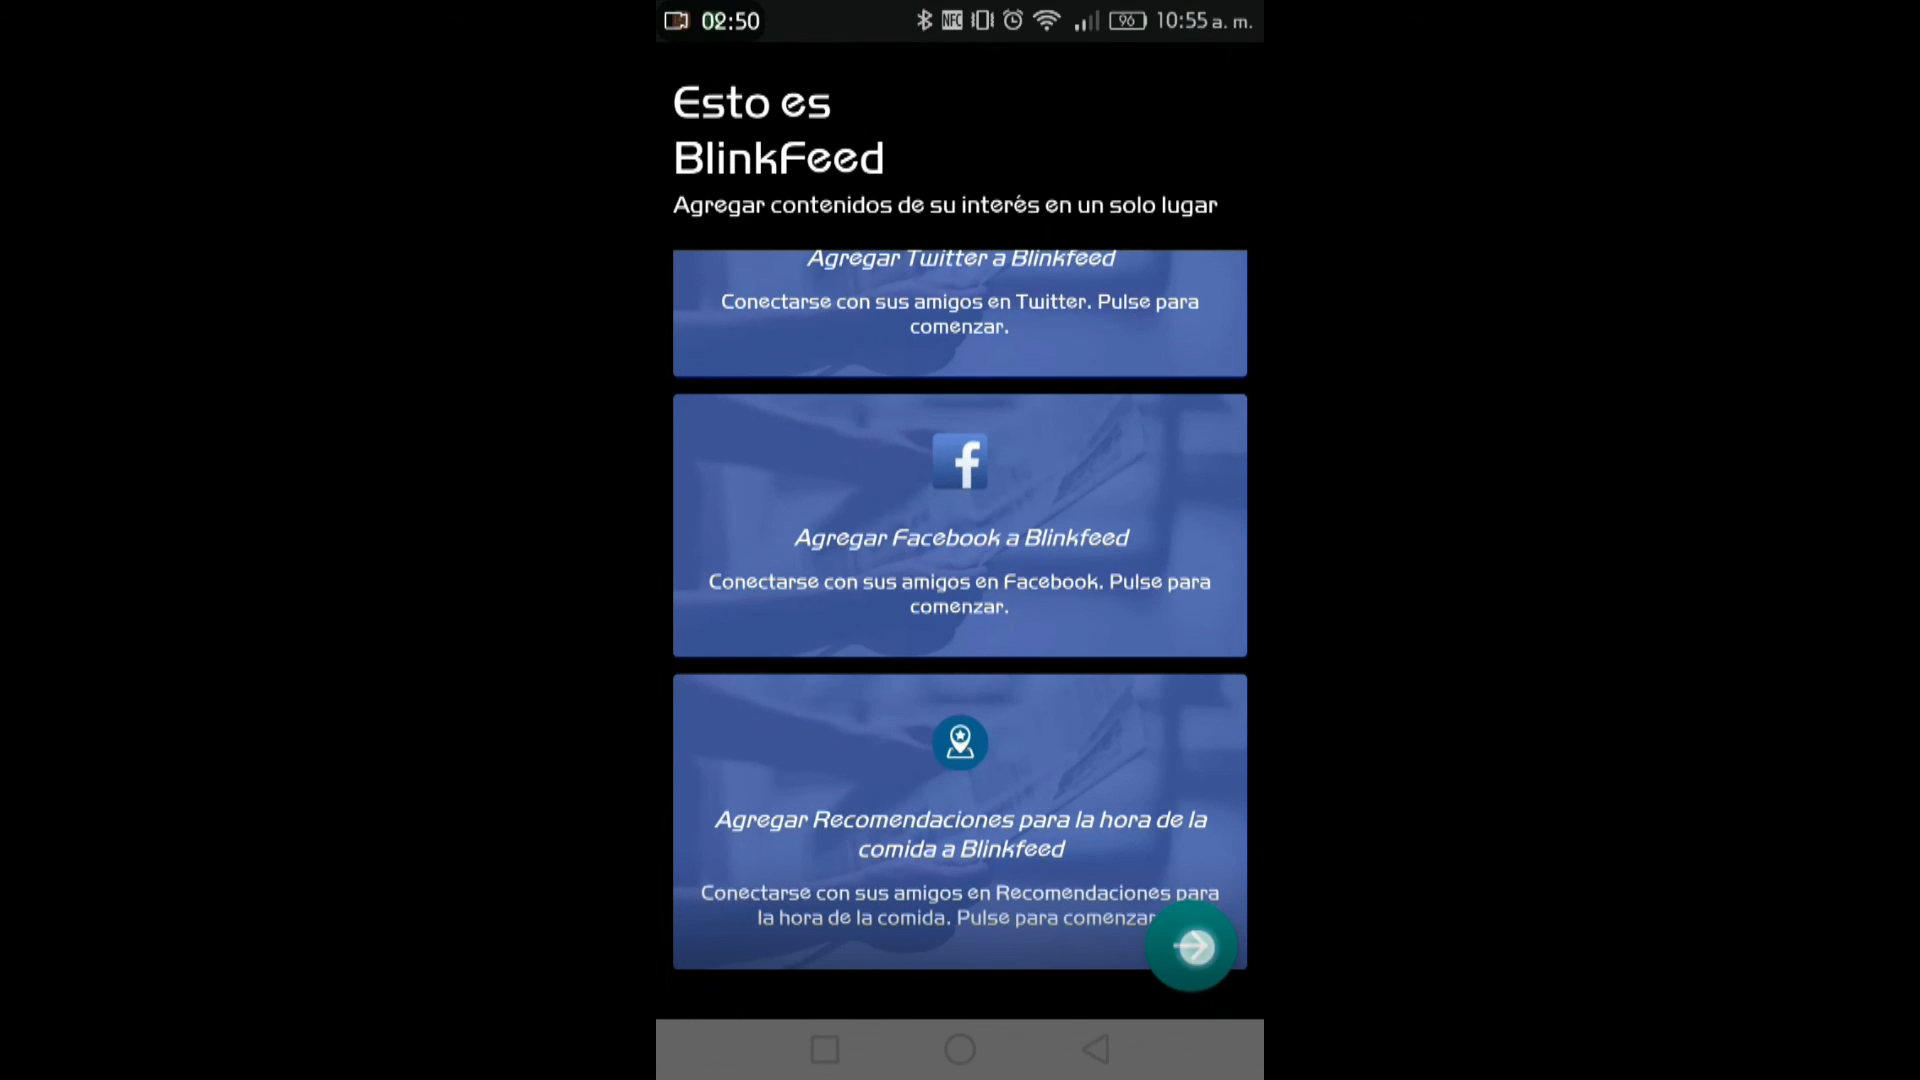 02:50 NFC 96 10:55 a. m.
Esto es
BlinkFeed
Agregar contenidos de su interés en un solo lugar
Agregar Twitter a Blinkfeed
Conectarse con sus amigos en Twitter. Pulse para
comenzar.
f
Agregar Facebook a Blinkfeed
Conectarse con sus amigos en Facebook. Pulse para
comenzar.
Agregar Recomendaciones para la hora de la
comida a Blinkfeed
Conectarse con sus amigos en Recomendaciones para
la hora de la comida. Pulse para comenzar